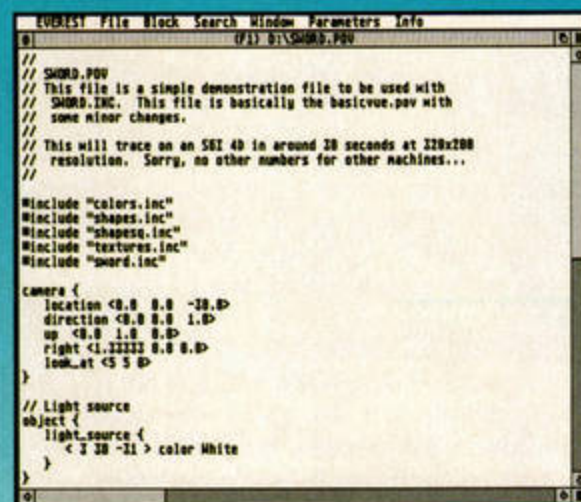 EVEREST File Block Search Window Parameters Info
(F1) D:\SWORD.POV
//
// SWORD.POV
// This file is a simple demonstration file to be used with
// SWORD.INC. This file is basically the basicvue.pov with
// some minor changes.
//
// This will trace on an SGI 4D in around 30 seconds at 320x200
// resolution. Sorry, no other numbers for other machines...
//
#include "colors.inc"
#include "shapes.inc"
#include "shapesq.inc"
#include "textures.inc"
#include "sword.inc"
camera {
location <0.0 0.0 -30.0>
direction <0.0 0.0 1.0>
up <0.0 1.0 0.0>
right <1.33333 0.0 0.0>
look_at <5 5 0>
}
// Light source
object {
light_source {
< 3 30 -31 > color White
}
}